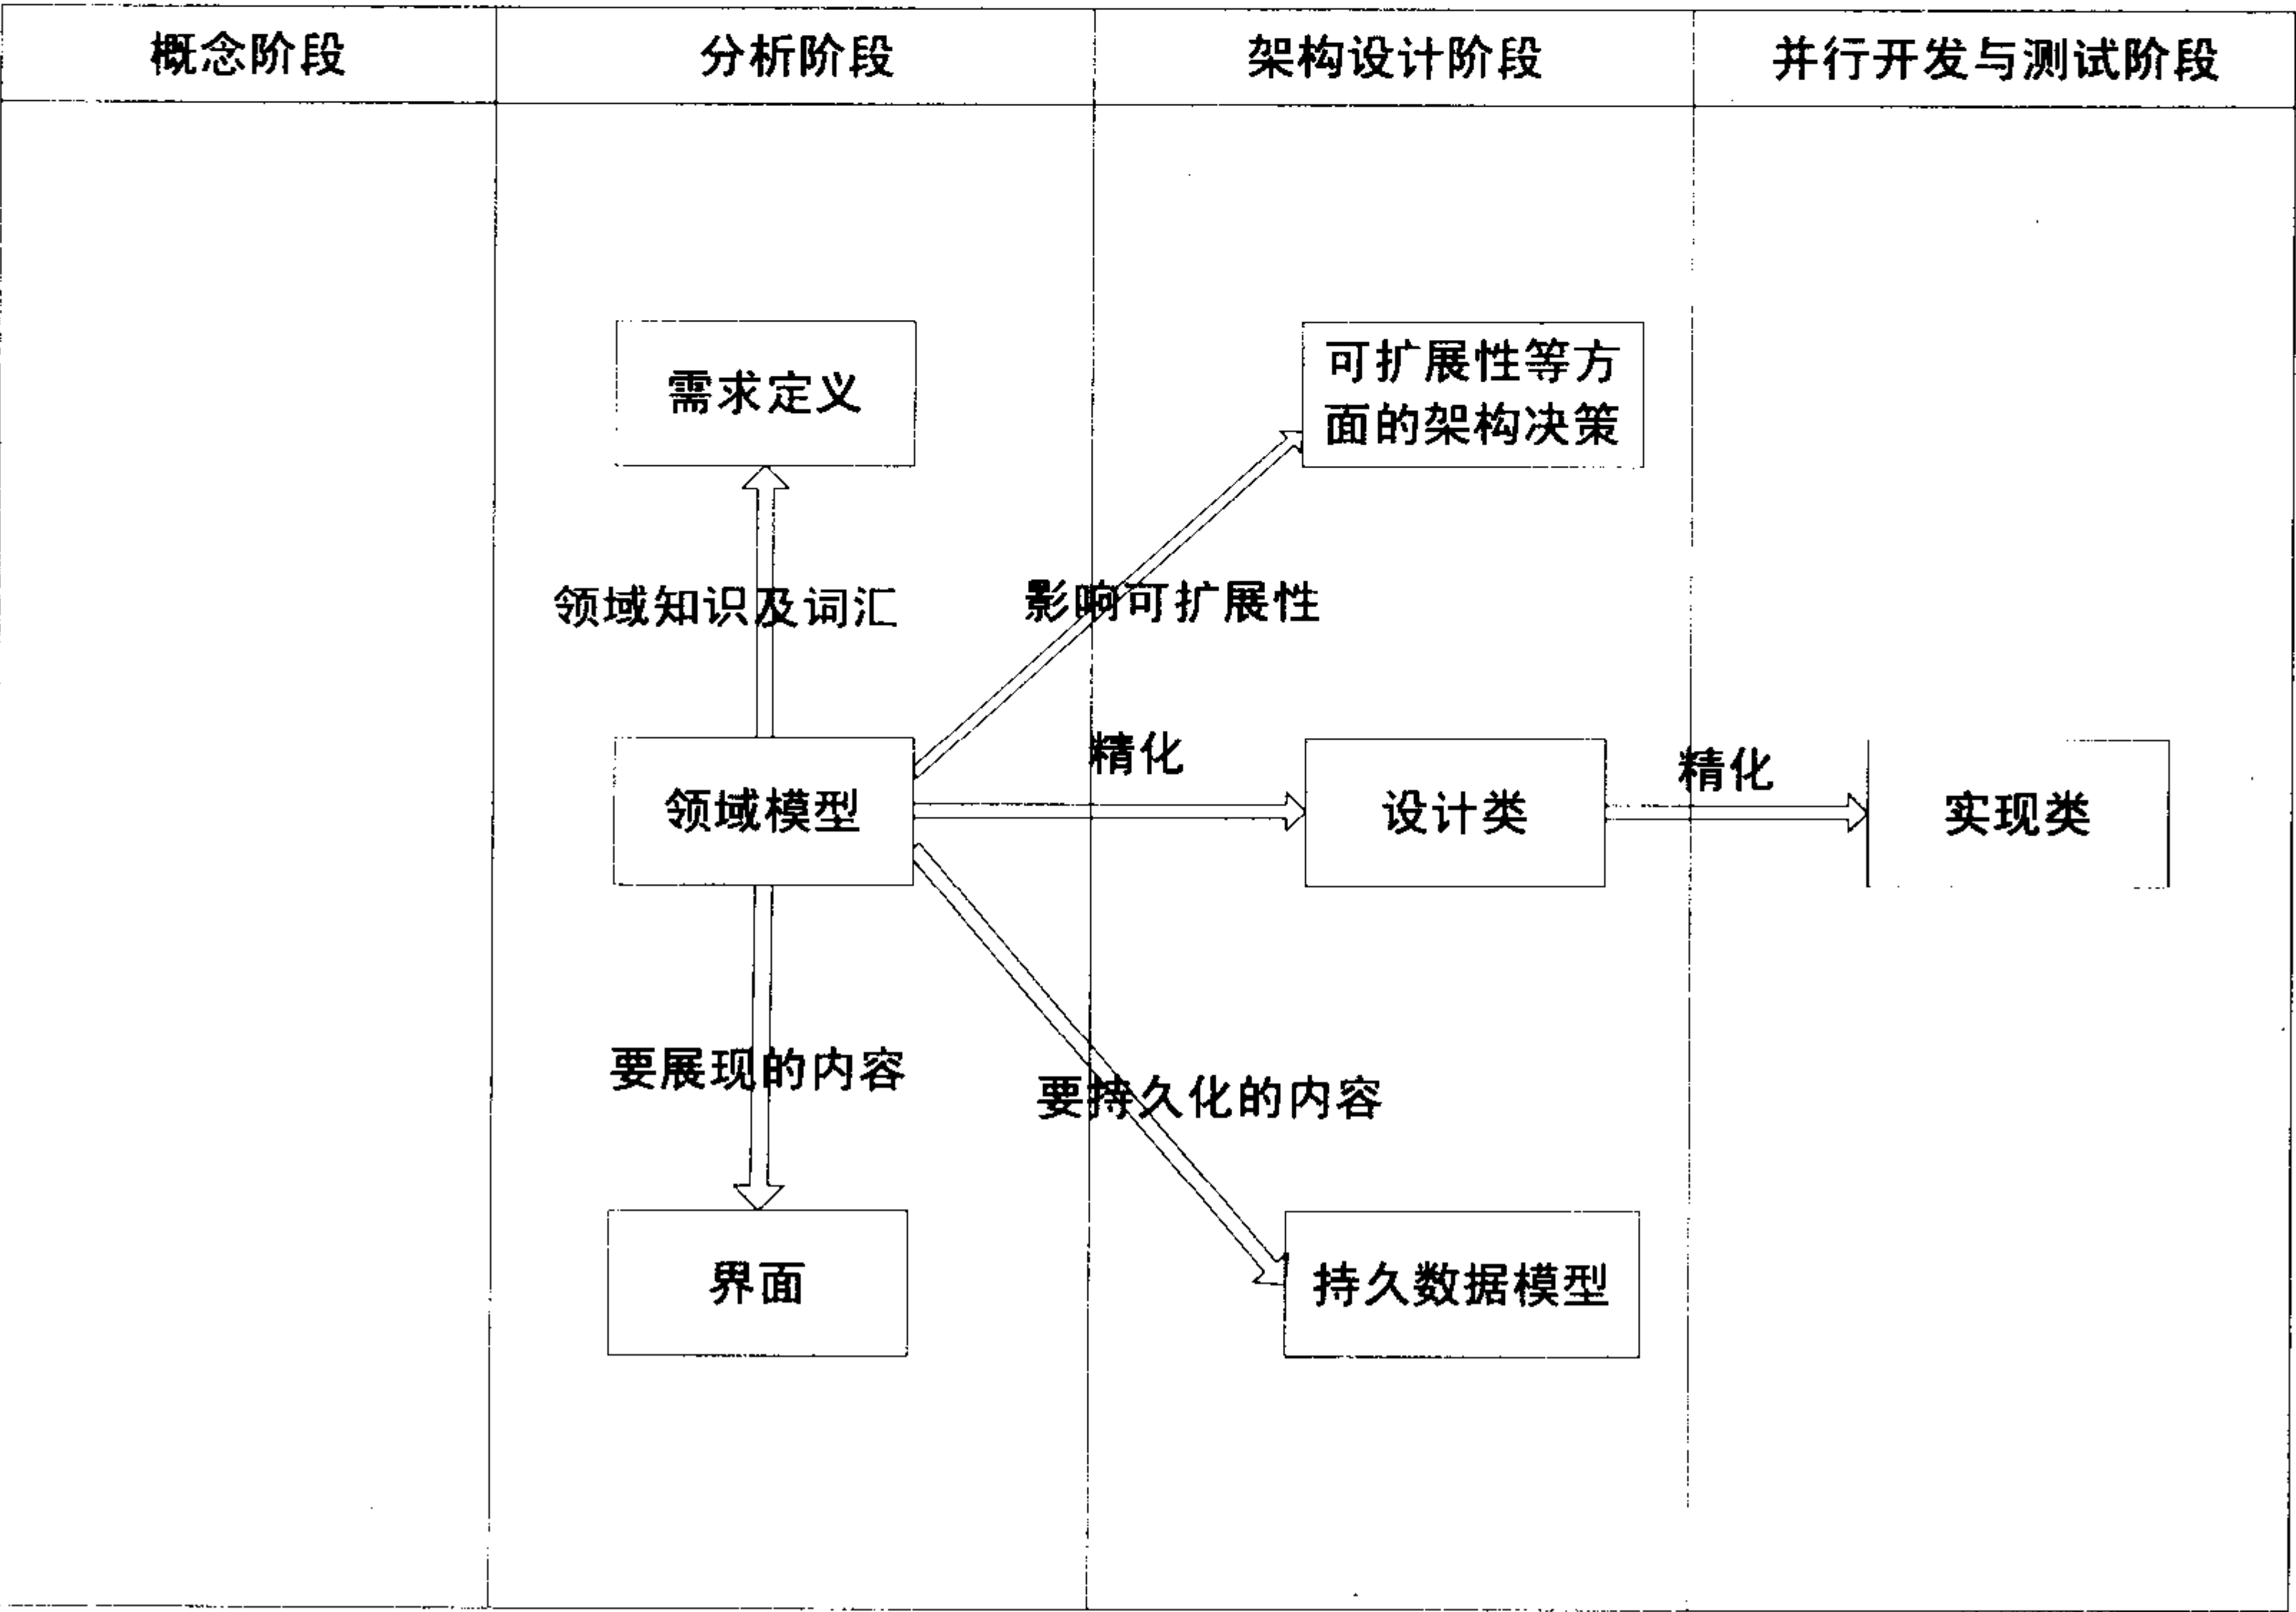 概念阶段
分析阶段
架构设计阶段
并行开发与测试阶段
需求定义
可扩展性等方
面的架构决策
领域知识及词汇
影响可扩展性
领域模型
精化
设计类
精化
实现类
要展现的内容
要持久化的内容
界面
持久数据模型